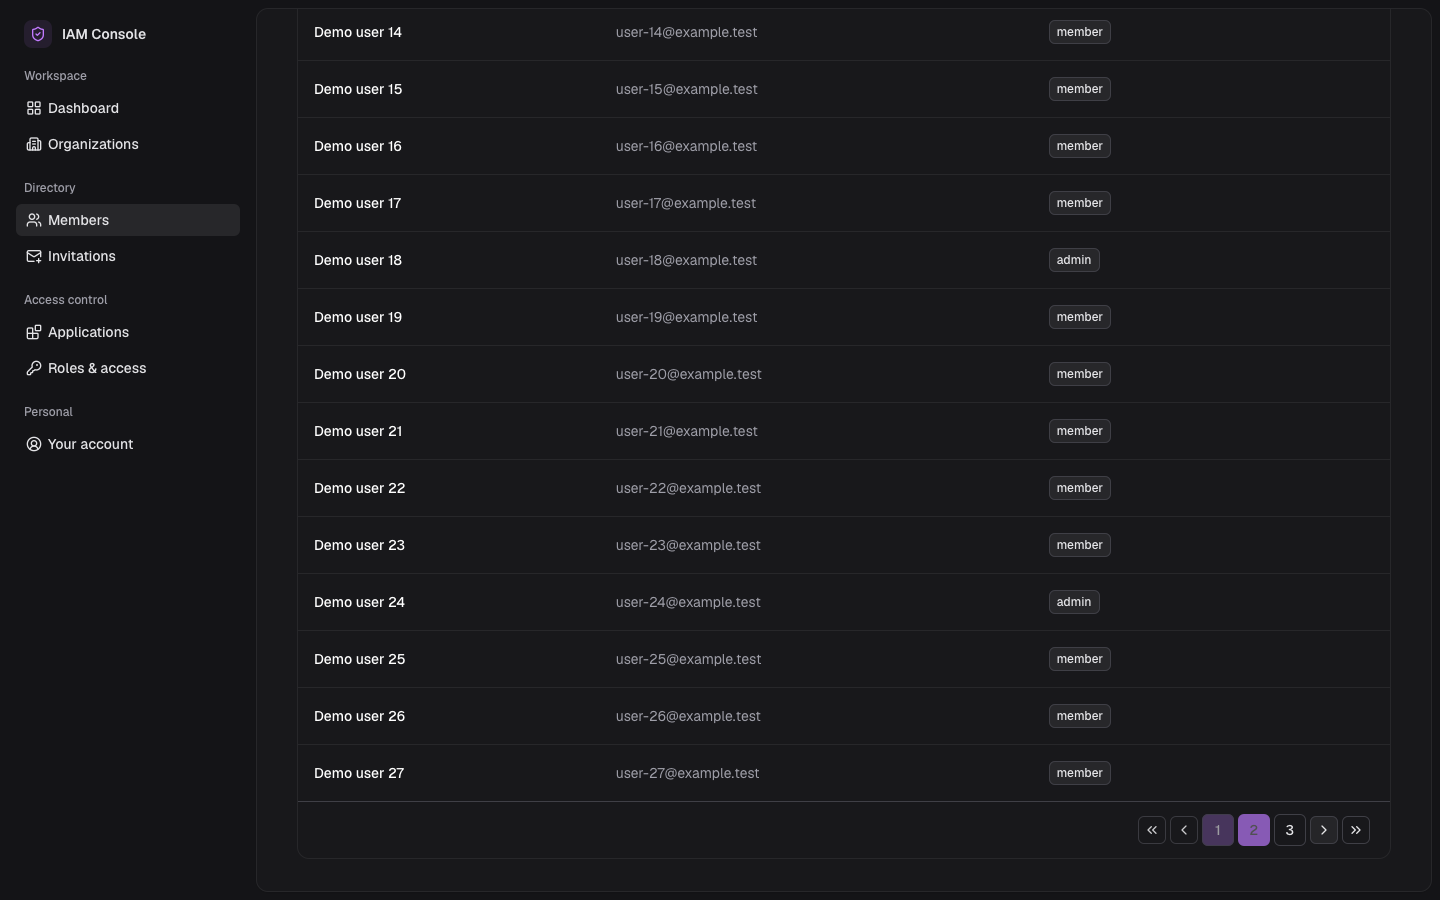 IAM Console
Workspace
Dashboard
Organizations
Directory
Members
Invitations
Access control
Applications
Roles & access
Personal
Your account
Demo user 14 user-14@example.test member
Demo user 15 user-15@example.test member
Demo user 16 user-16@example.test member
Demo user 17 user-17@example.test member
Demo user 18 user-18@example.test admin
Demo user 19 user-19@example.test member
Demo user 20 user-20@example.test member
Demo user 21 user-21@example.test member
Demo user 22 user-22@example.test member
Demo user 23 user-23@example.test member
Demo user 24 user-24@example.test admin
Demo user 25 user-25@example.test member
Demo user 26 user-26@example.test member
Demo user 27 user-27@example.test member
1 2 3